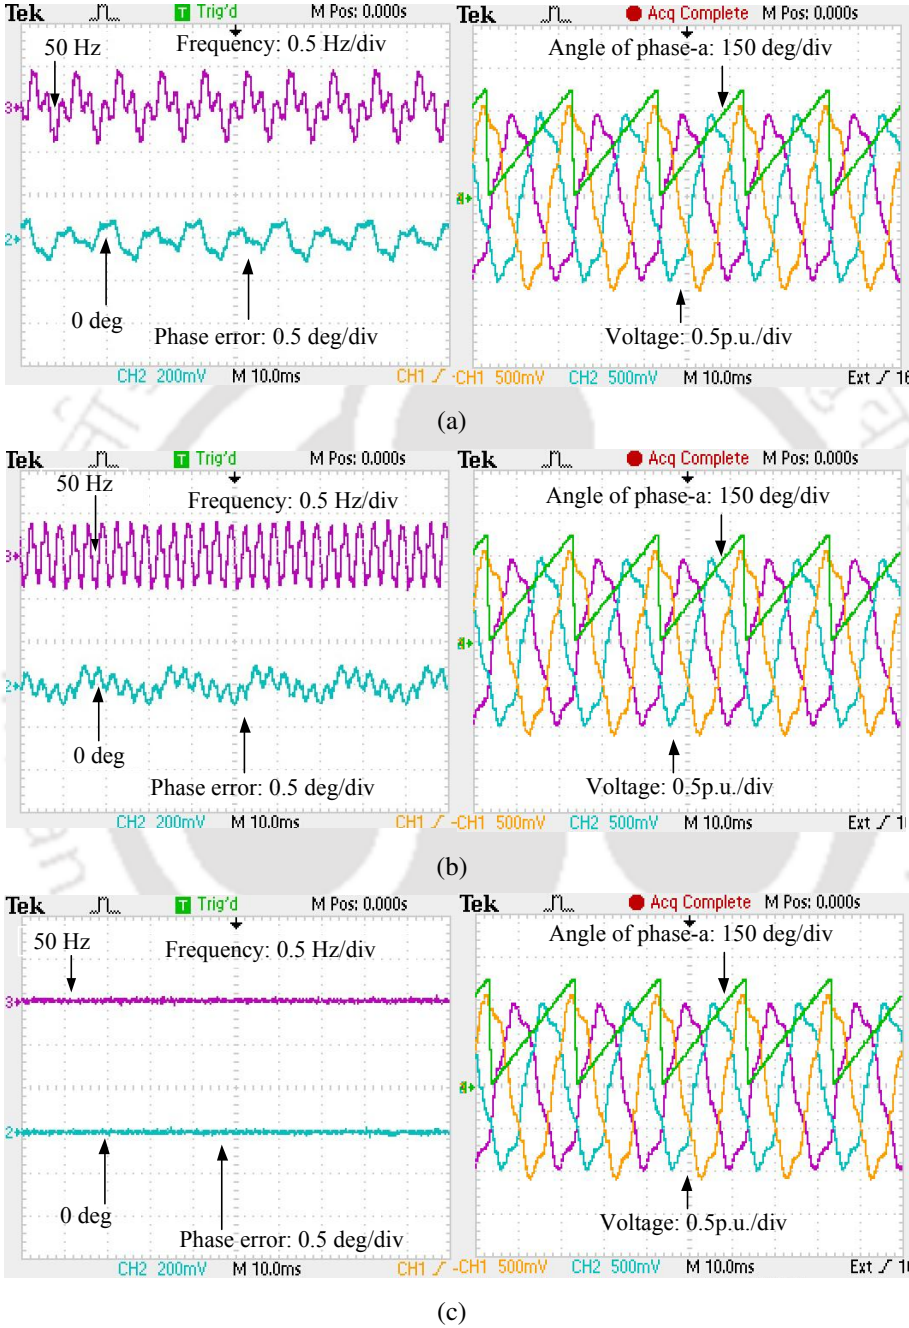 Tek Trig'd M Pos: 0.000s
Tek Acq Complete M Pos: 0.000s
50 Hz
Frequency: 0.5 Hz/div
Angle of phase-a: 150 deg/div
3
2
0 deg
Phase error: 0.5 deg/div
Voltage: 0.5p.u./div
CH2 200mV M 10.0ms CH1
CH1 500mV CH2 500mV M 10.0ms Ext
(a)
Tek Trig'd M Pos: 0.000s
Tek Acq Complete M Pos: 0.000s
50 Hz
Frequency: 0.5 Hz/div
Angle of phase-a: 150 deg/div
3
2
0 deg
Phase error: 0.5 deg/div
Voltage: 0.5p.u./div
CH2 200mV M 10.0ms CH1
CH1 500mV CH2 500mV M 10.0ms Ext
(b)
Tek Trig'd M Pos: 0.000s
Tek Acq Complete M Pos: 0.000s
50 Hz
Frequency: 0.5 Hz/div
Angle of phase-a: 150 deg/div
3
2
0 deg
Phase error: 0.5 deg/div
Voltage: 0.5p.u./div
CH2 200mV M 10.0ms CH1
CH1 500mV CH2 500mV M 10.0ms Ext
(c)